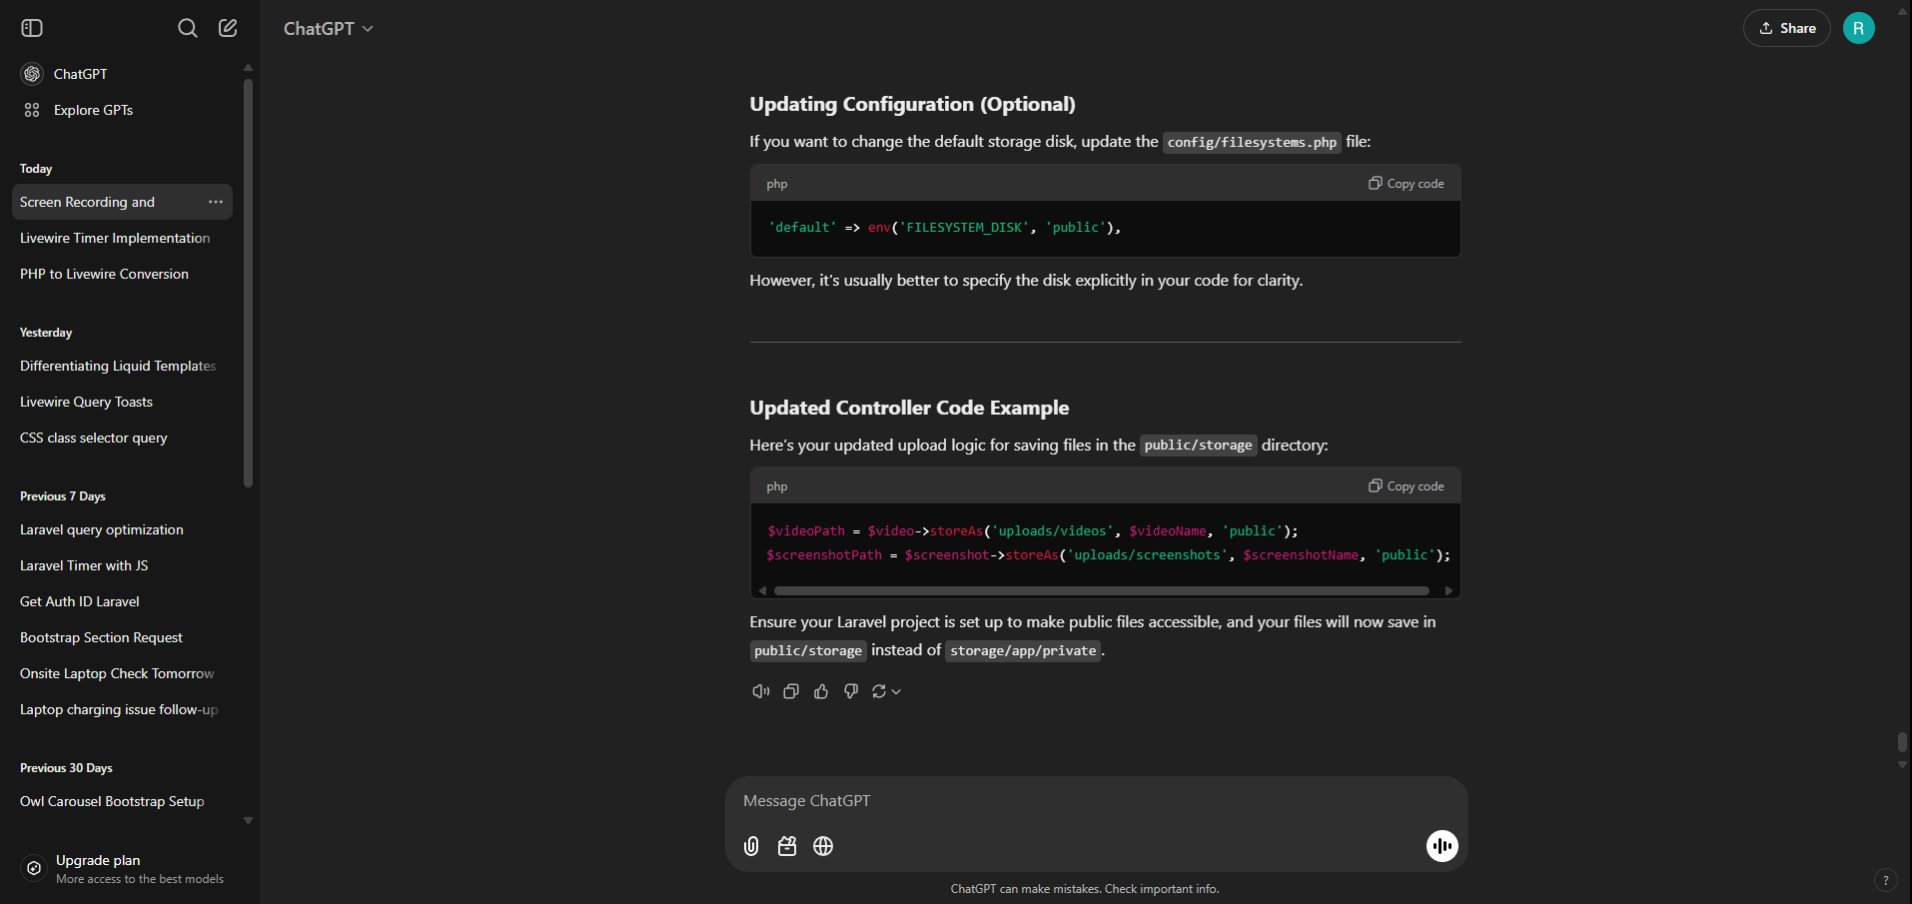 ChatGPT
Share
R
ChatGPT
Explore GPTs
Today
Screen Recording and
Livewire Timer Implementation
PHP to Livewire Conversion
Yesterday
Differentiating Liquid Templates
Livewire Query Toasts
CSS class selector query
Previous 7 Days
Laravel query optimization
Laravel Timer with JS
Get Auth ID Laravel
Bootstrap Section Request
Onsite Laptop Check Tomorrow
Laptop charging issue follow-up
Previous 30 Days
Owl Carousel Bootstrap Setup
Upgrade plan
More access to the best models
Updating Configuration (Optional)
If you want to change the default storage disk, update the config/filesystems.php file:
php
Copy code
'default' => env('FILESYSTEM_DISK', 'public'),
However, it's usually better to specify the disk explicitly in your code for clarity.
Updated Controller Code Example
Here's your updated upload logic for saving files in the public/storage directory:
php
Copy code
$videoPath = $video->storeAs('uploads/videos', $videoName, 'public');
$screenshotPath = $screenshot->storeAs('uploads/screenshots', $screenshotName, 'public');
Ensure your Laravel project is set up to make public files accessible, and your files will now save in
public/storage instead of storage/app/private.
Message ChatGPT
ChatGPT can make mistakes. Check important info.
?